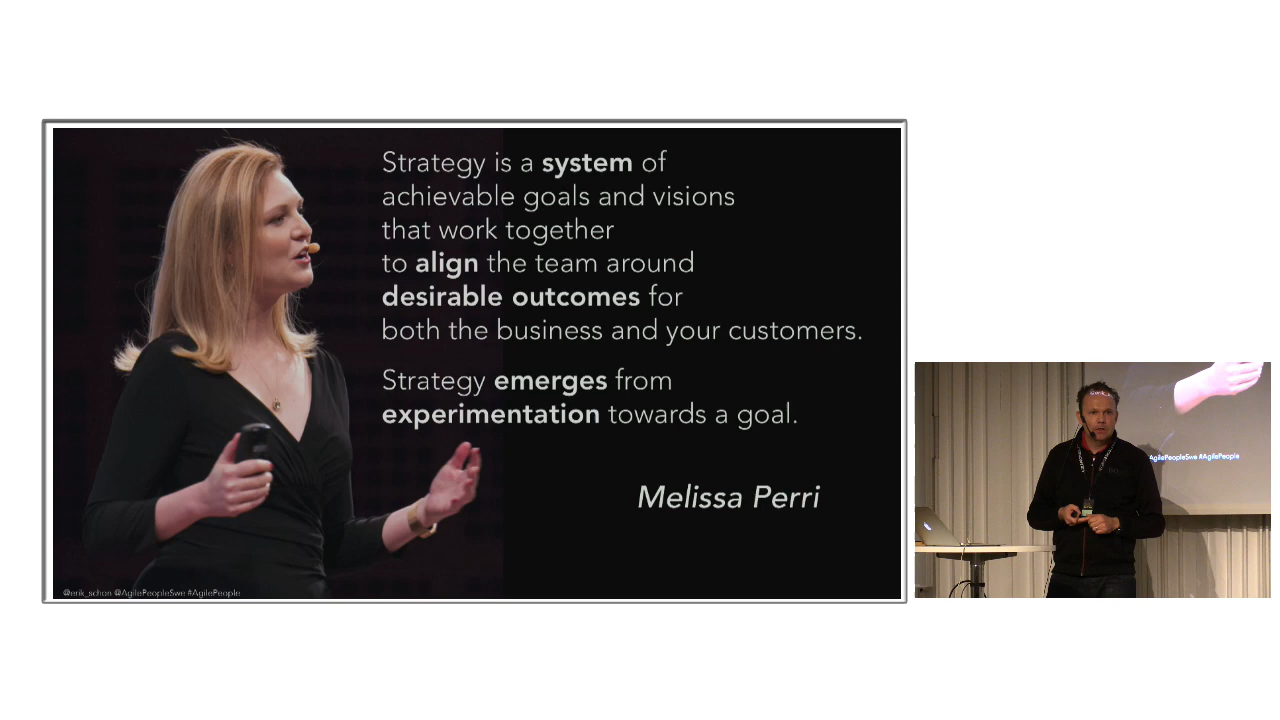 Strategy is a system of
achievable goals and visions
that work together
to align the team around
desirable outcomes for
both the business and your customers.
Strategy emerges from
experimentation towards a goal.
Melissa Perri
@erik_schon @AgilePeopleSwe #AgilePeople
AgilePeopleSwe #AgilePeople